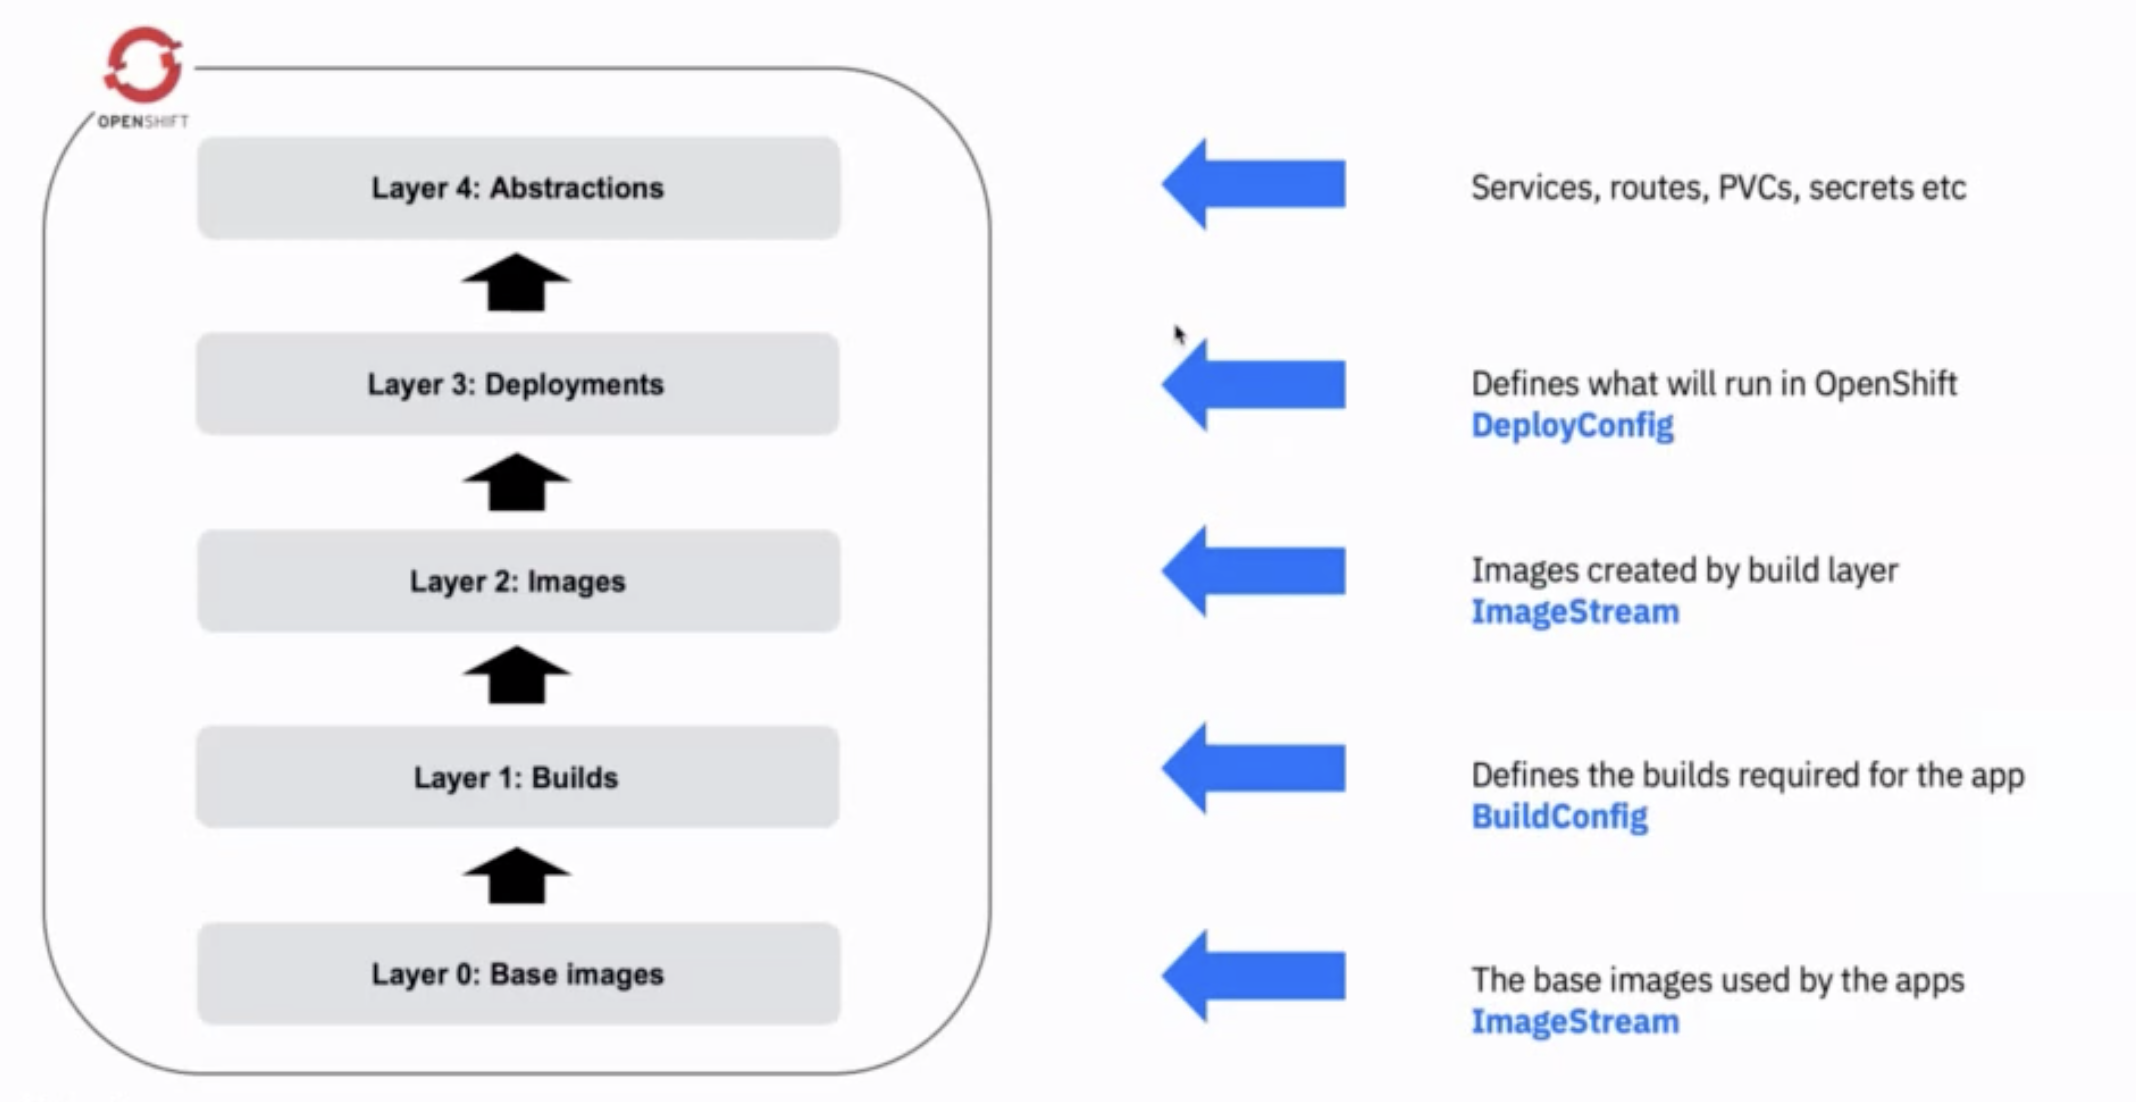 OPENSHIFT
Layer 4: Abstractions
Services, routes, PVCs, secrets etc
Layer 3: Deployments
Defines what will run in OpenShift
DeployConfig
Layer 2: Images
Images created by build layer
ImageStream
Layer 1: Builds
Defines the builds required for the app
BuildConfig
Layer 0: Base images
The base images used by the apps
ImageStream